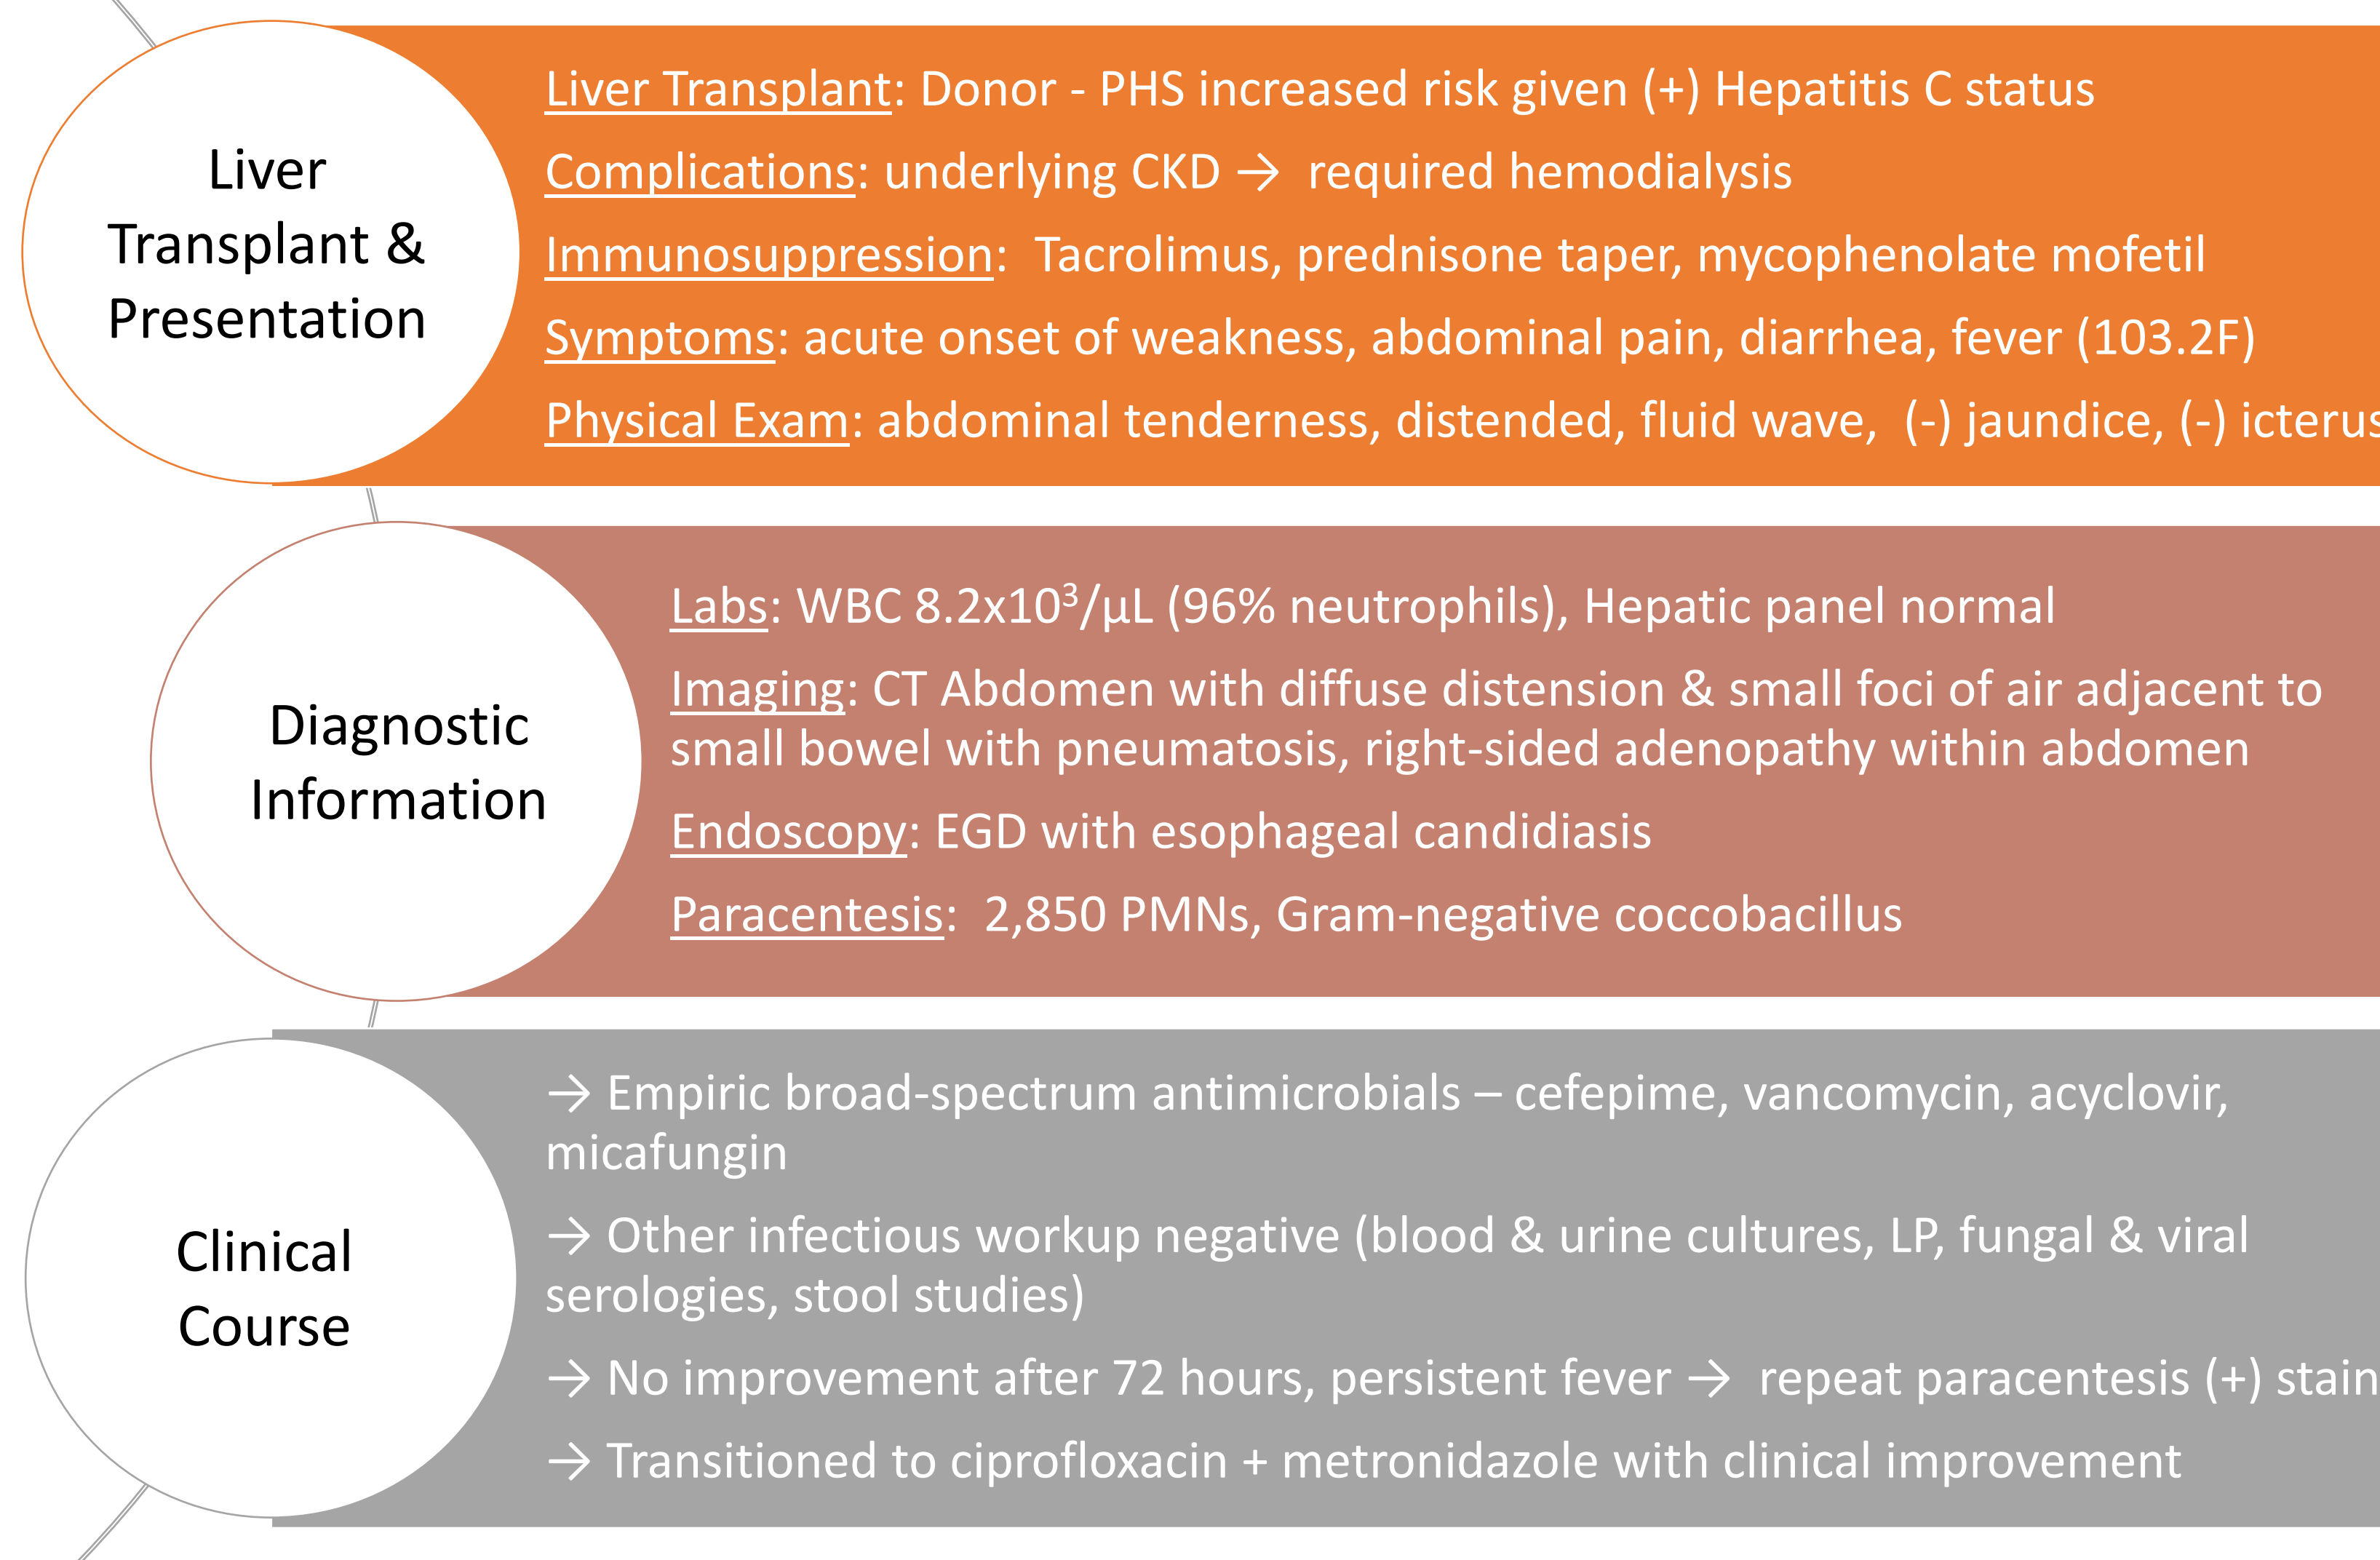 Liver
Transplant &
Presentation
Liver Transplant: Donor - PHS increased risk given (+) Hepatitis C status
Complications: underlying CKD → required hemodialysis
Immunosuppression: Tacrolimus, prednisone taper, mycophenolate mofetil
Symptoms: acute onset of weakness, abdominal pain, diarrhea, fever (103.2F)
Physical Exam: abdominal tenderness, distended, fluid wave, (-) jaundice, (-) icterus
Diagnostic
Information
Labs: WBC 8.2x10³/µL (96% neutrophils), Hepatic panel normal
Imaging: CT Abdomen with diffuse distension & small foci of air adjacent to
small bowel with pneumatosis, right-sided adenopathy within abdomen
Endoscopy: EGD with esophageal candidiasis
Paracentesis: 2,850 PMNs, Gram-negative coccobacillus
Clinical
Course
→ Empiric broad-spectrum antimicrobials – cefepime, vancomycin, acyclovir,
micafungin
→ Other infectious workup negative (blood & urine cultures, LP, fungal & viral
serologies, stool studies)
→ No improvement after 72 hours, persistent fever → repeat paracentesis (+) stain
→ Transitioned to ciprofloxacin + metronidazole with clinical improvement